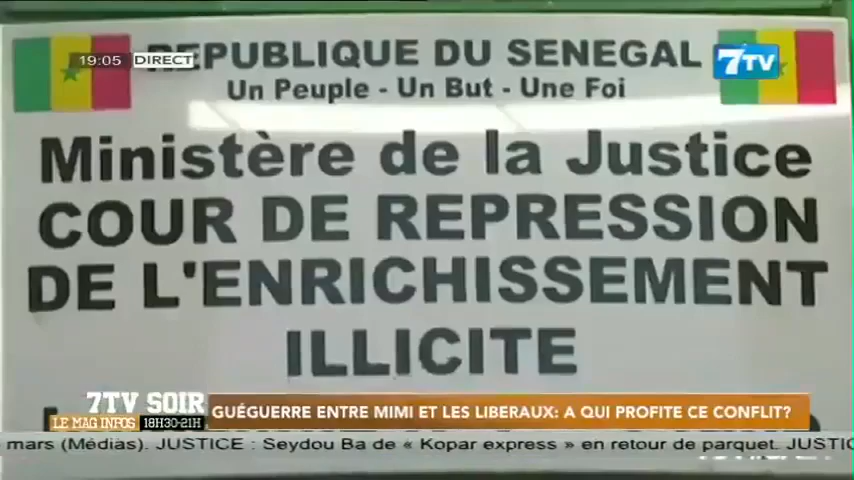 19:05 DIRECT REPUBLIQUE DU SENEGAL 7TV
Un Peuple - Un But - Une Foi
Ministère de la Justice
COUR DE REPRESSION
DE L'ENRICHISSEMENT
ILLICITE
7TV SOIR
LE MAG INFOS 18H30-21H
GUÉGUERRE ENTRE MIMI ET LES LIBERAUX: A QUI PROFITE CE CONFLIT?
mars (Médias). JUSTICE : Seydou Ba de « Kopar express » en retour de parquet. JUSTIC